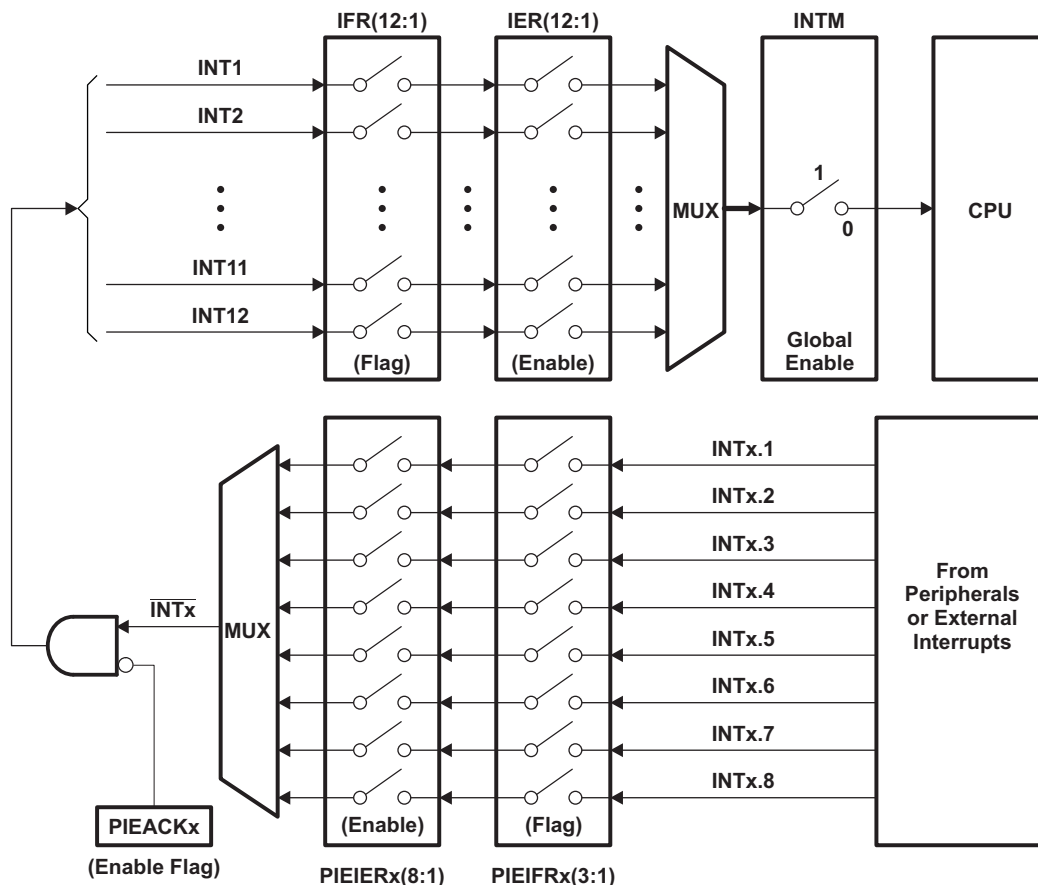 IFR(12:1)
IER(12:1)
INTM
INT1
INT2
INT11
INT12
(Flag)
(Enable)
MUX
1
0
Global
Enable
CPU
INTx.1
INTx.2
INTx.3
INTx.4
INTx.5
INTx.6
INTx.7
INTx.8
From
Peripherals
or External
Interrupts
INTx
MUX
PIEACKx
(Enable Flag)
(Enable)
(Flag)
PIEIERx(8:1)
PIEIFRx(3:1)